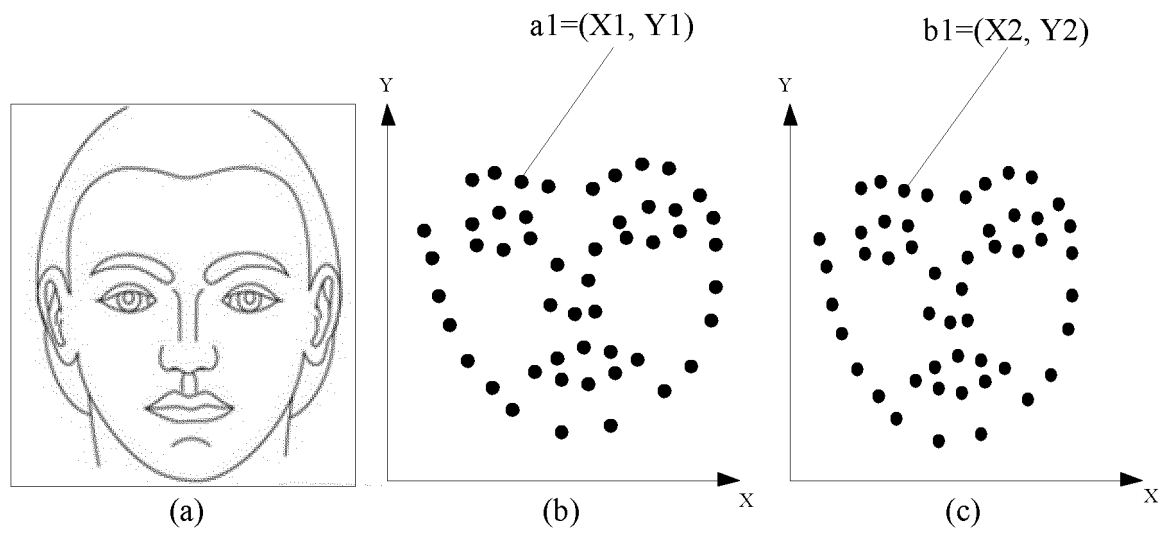 a1=(X1, Y1)
b1=(X2, Y2)
Y
Y
X
X
(a)
(b)
(c)